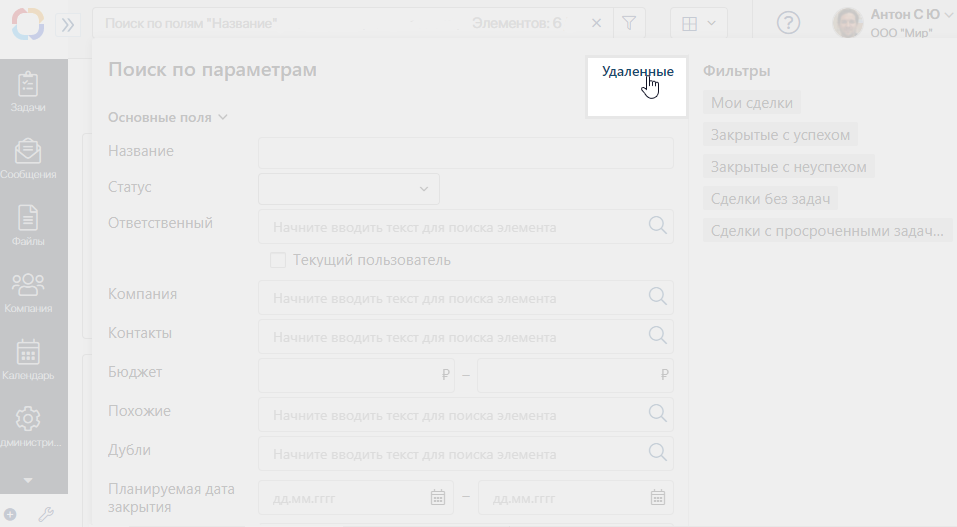 Поиск по полям "Название"
Элементов: 6
Антон С Ю
ООО "Мир"
Задачи
Сообщения
Файлы
Компания
Календарь
дминистри...
Поиск по параметрам
Удаленные
Основные поля
Название
Статус
Ответственный
Начните вводить текст для поиска элемента
Текущий пользователь
Компания
Начните вводить текст для поиска элемента
Контакты
Начните вводить текст для поиска элемента
Бюджет
₽ – ₽
Похожие
Начните вводить текст для поиска элемента
Дубли
Начните вводить текст для поиска элемента
Планируемая дата
закрытия
дд.мм.гггг – дд.мм.гггг
Фильтры
Мои сделки
Закрытые с успехом
Закрытые с неуспехом
Сделки без задач
Сделки с просроченными задач...